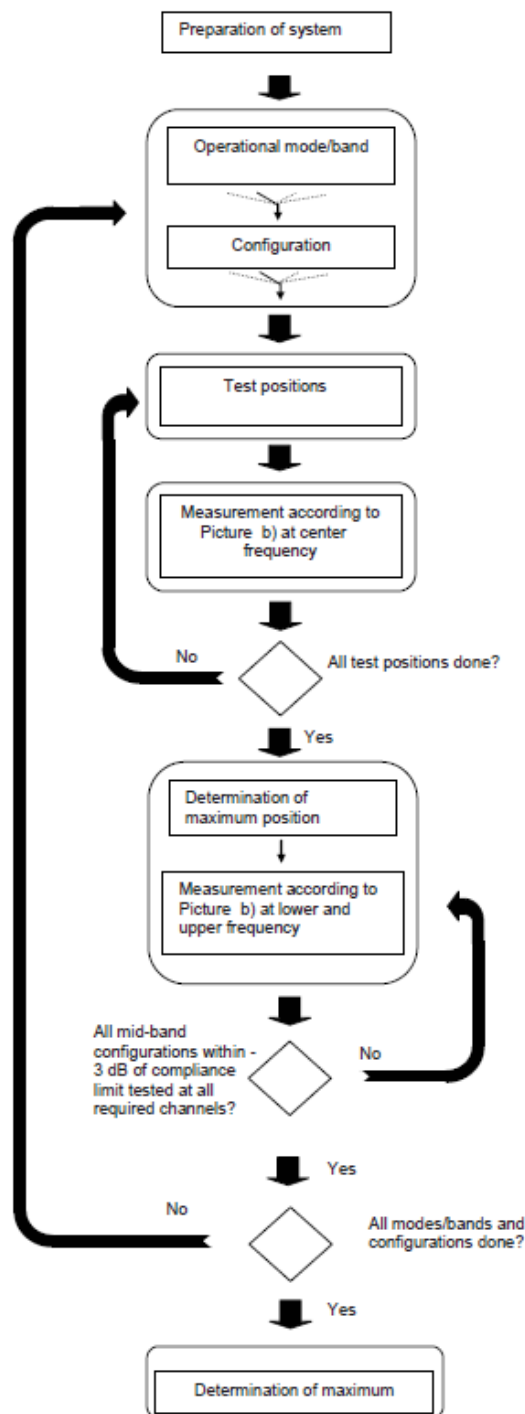 Preparation of system
Operational mode/band
Configuration
Test positions
Measurement according to
Picture b) at center
frequency
No
All test positions done?
Yes
Determination of
maximum position
Measurement according to
Picture b) at lower and
upper frequency
All mid-band
configurations within -
3 dB of compliance
limit tested at all
required channels?
No
Yes
No
All modes/bands and
configurations done?
Yes
Determination of maximum